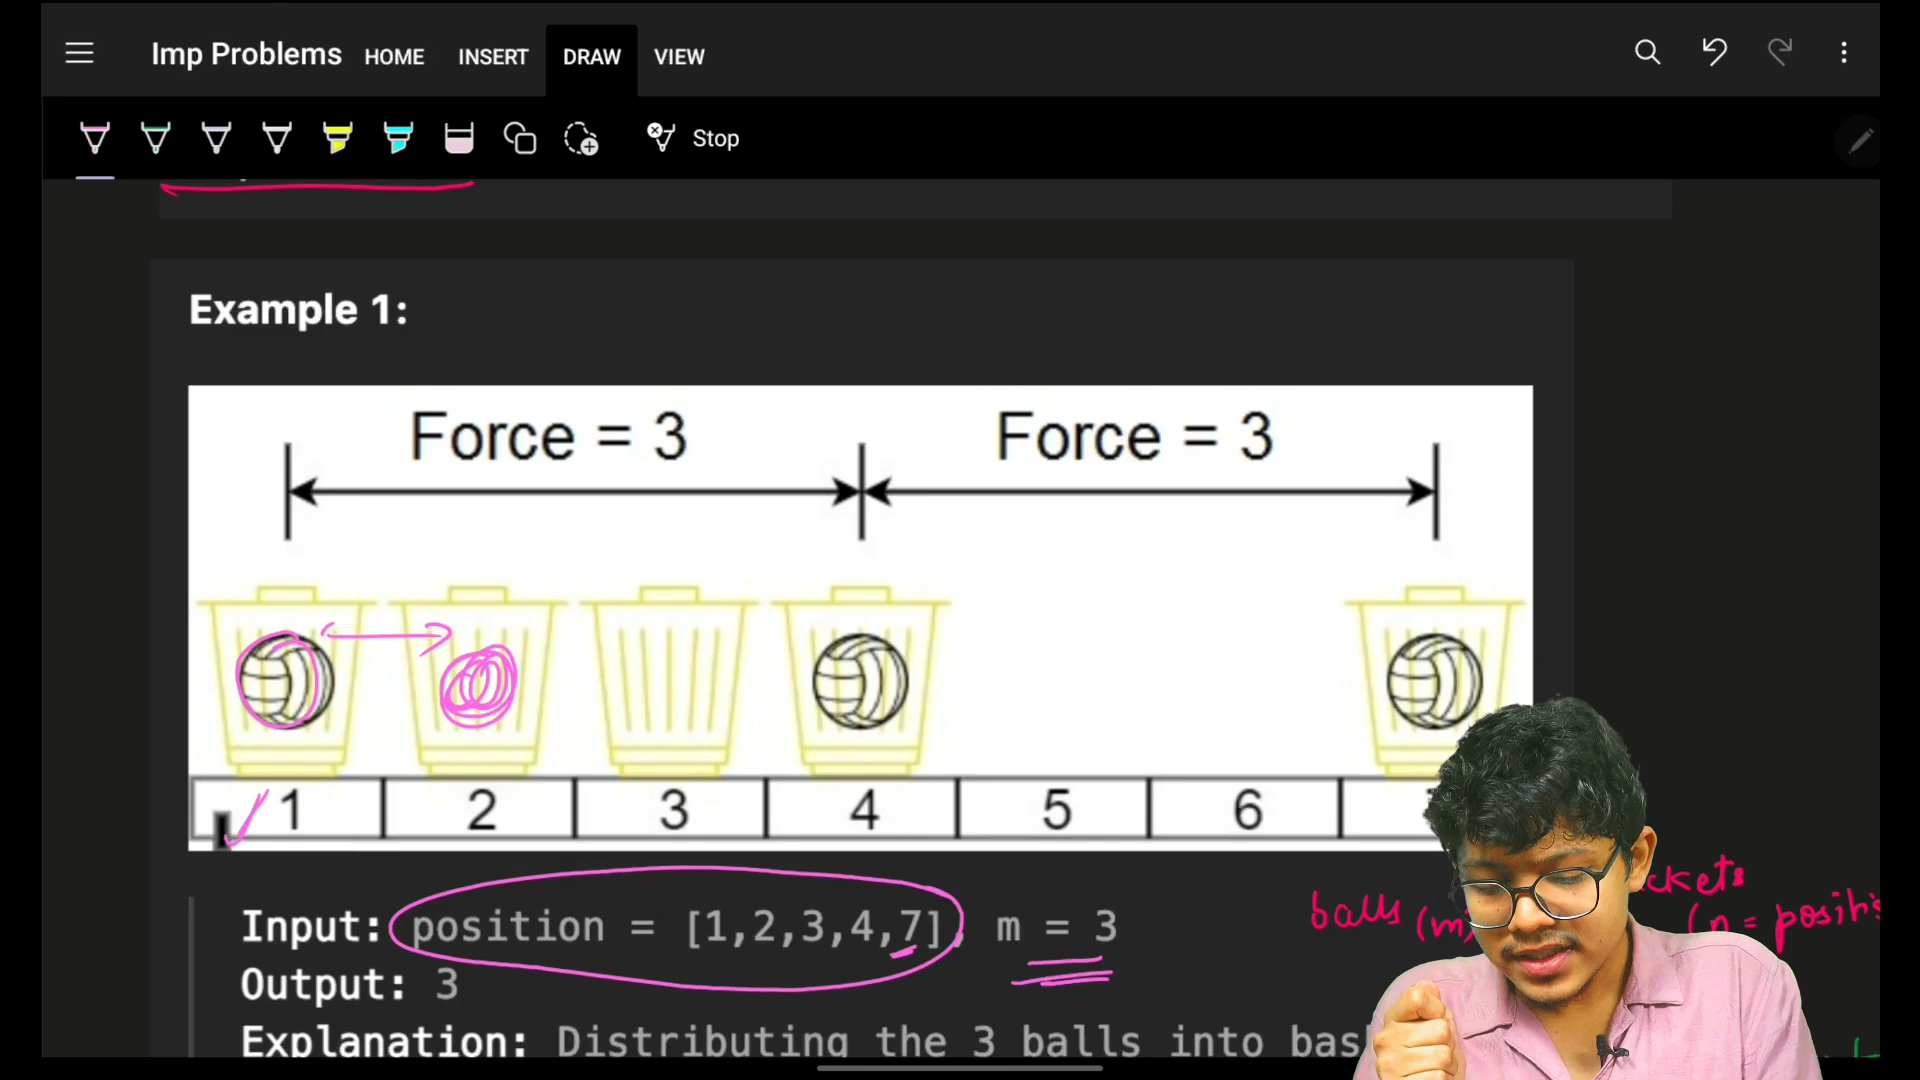 Imp Problems HOME INSERT DRAW VIEW
Stop
Example 1:
Force = 3 Force = 3
1 2 3 4 5 6
Input: position = [1,2,3,4,7], m = 3
balls (m)
(n =
Output: 3
Explanation: Distributing the 3 balls into